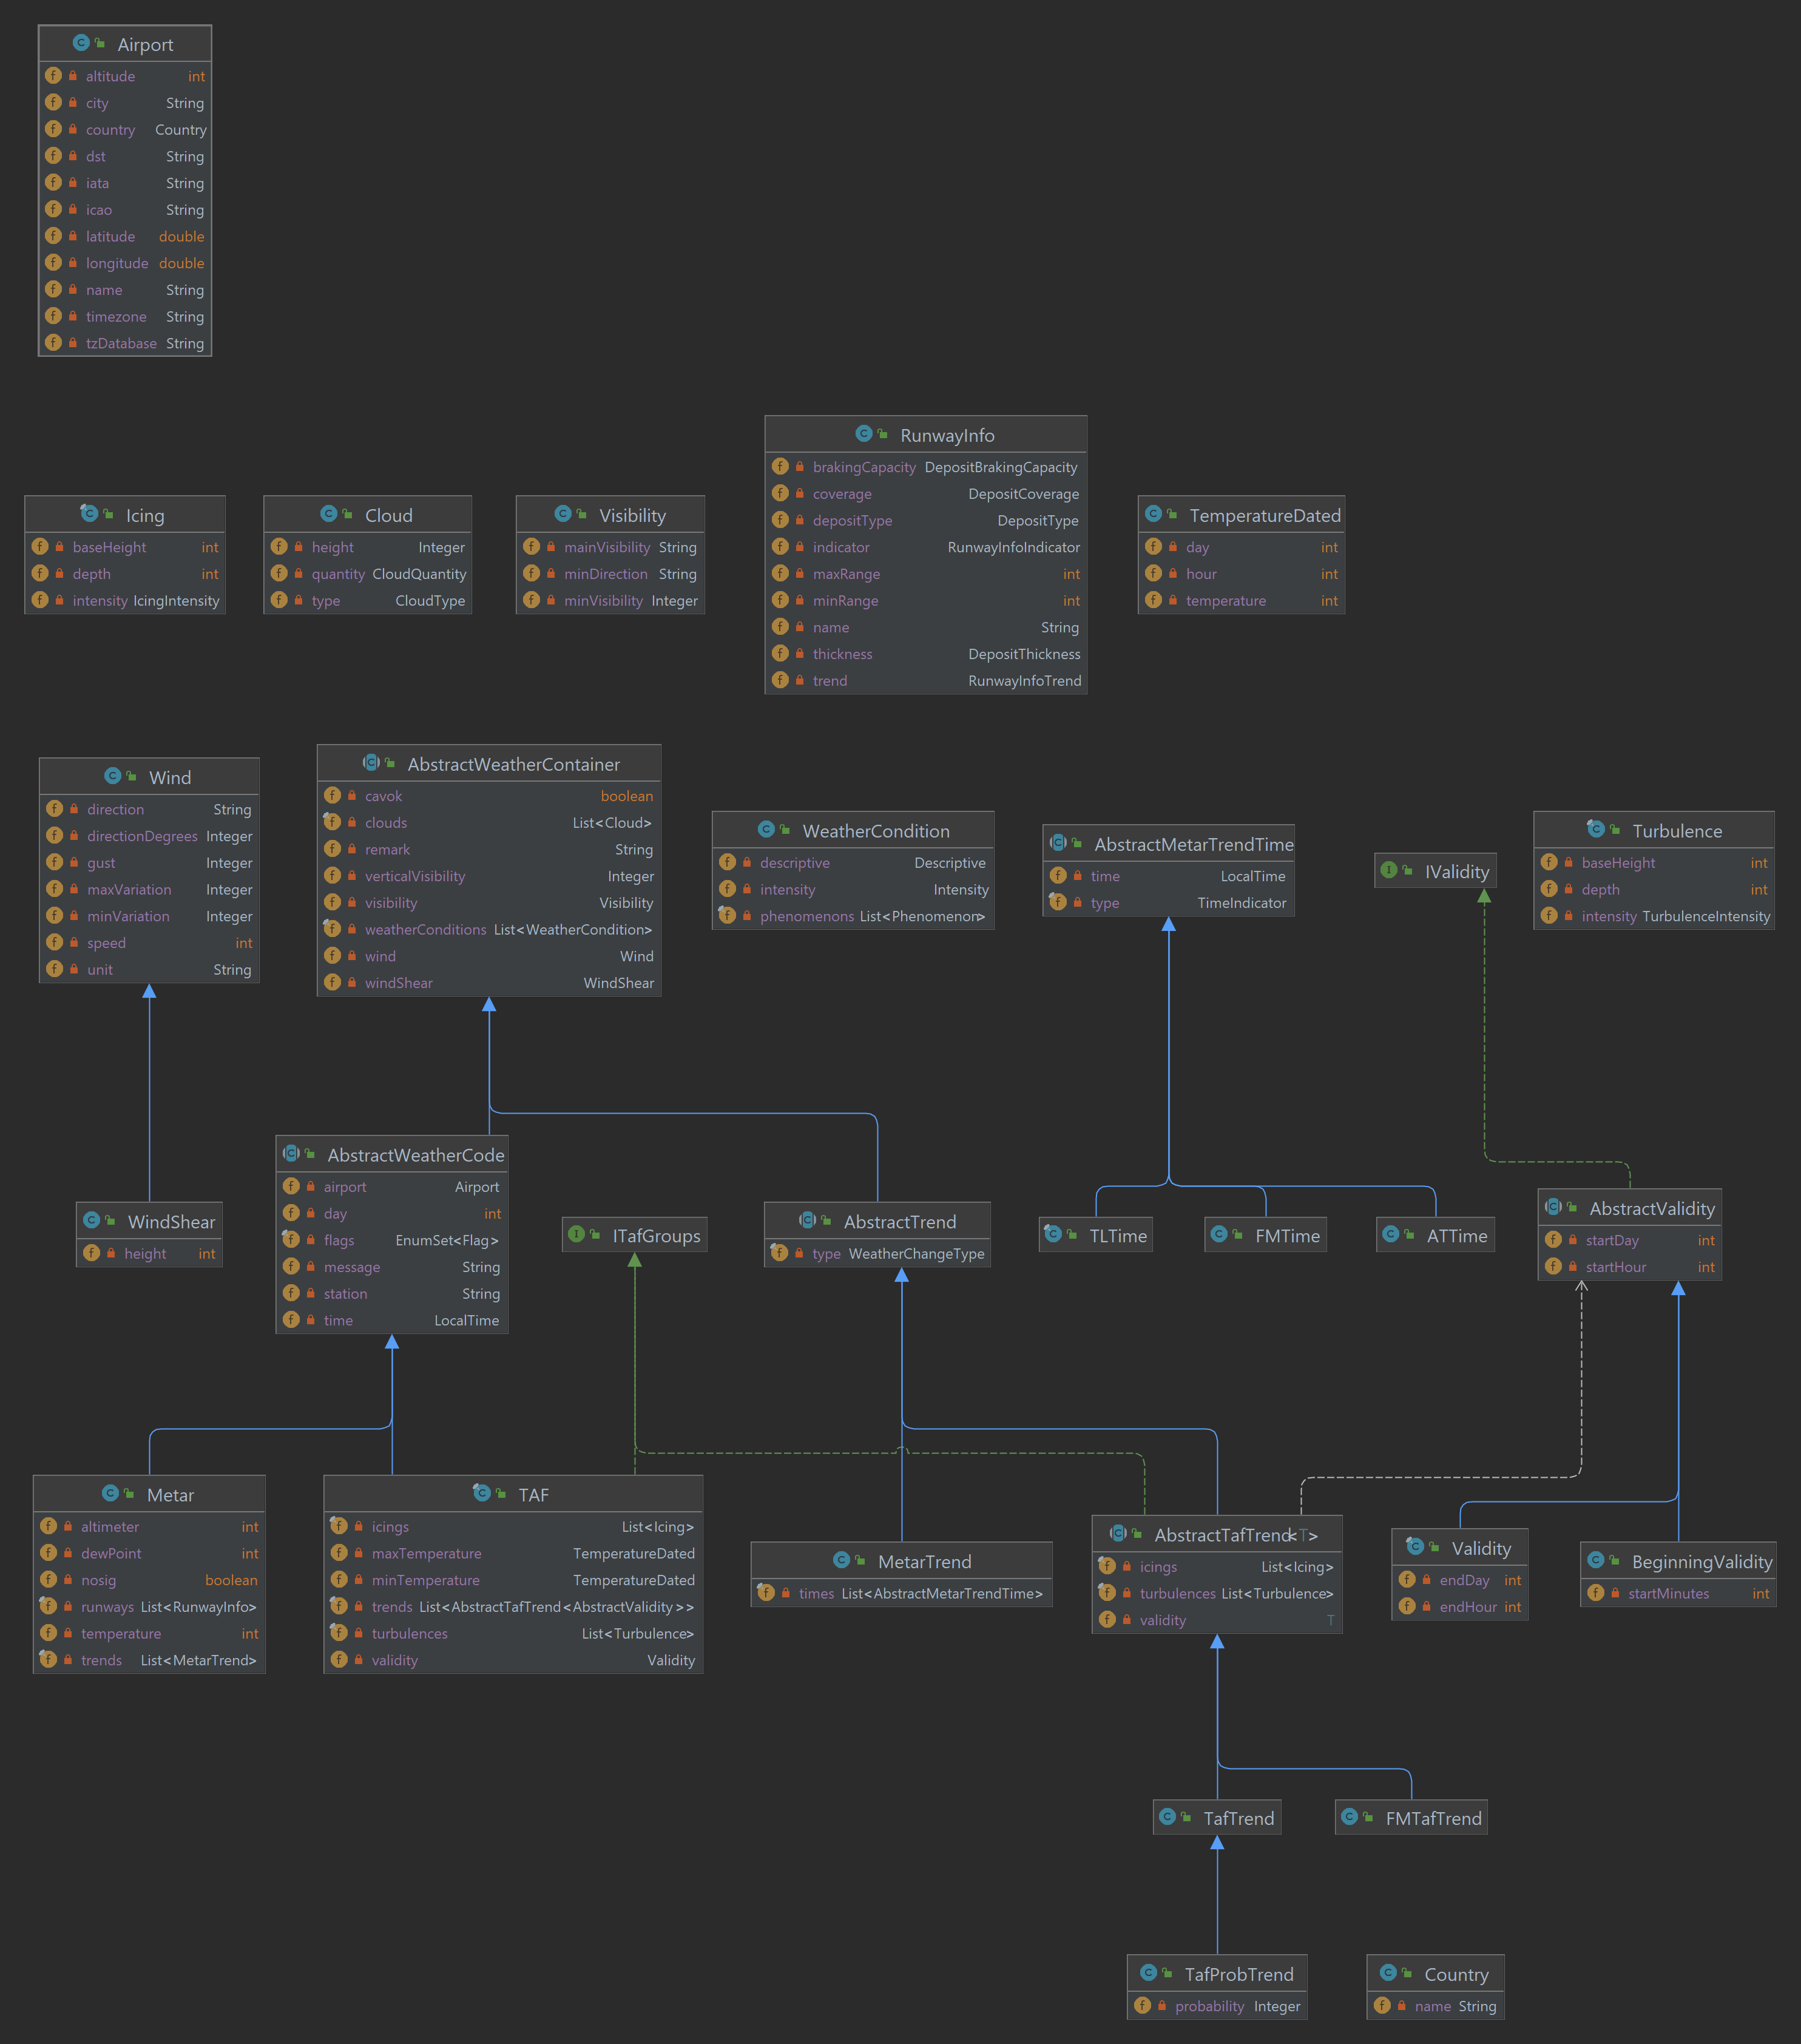 Airport
altitude int
city String
country Country
dst String
iata String
icao String
latitude double
longitude double
name String
timezone String
tzDatabase String
Icing
baseHeight int
depth int
intensity IcingIntensity
Cloud
height Integer
quantity CloudQuantity
type CloudType
Visibility
mainVisibility String
minDirection String
minVisibility Integer
RunwayInfo
brakingCapacity DepositBrakingCapacity
coverage DepositCoverage
depositType DepositType
indicator RunwayInfoIndicator
maxRange int
minRange int
name String
thickness DepositThickness
trend RunwayInfoTrend
TemperatureDated
day int
hour int
temperature int
Wind
direction String
directionDegrees Integer
gust Integer
maxVariation Integer
minVariation Integer
speed int
unit String
AbstractWeatherContainer
cavok boolean
clouds List<Cloud>
remark String
verticalVisibility Integer
visibility Visibility
weatherConditions List<WeatherCondition>
wind Wind
windShear WindShear
WeatherCondition
descriptive Descriptive
intensity Intensity
phenomenons List<Phenomenon>
AbstractMetarTrendTime
time LocalTime
type TimeIndicator
IValidity
Turbulence
baseHeight int
depth int
intensity TurbulenceIntensity
WindShear
height int
AbstractWeatherCode
airport Airport
day int
flags EnumSet<Flag>
message String
station String
time LocalTime
ITafGroups
AbstractTrend
type WeatherChangeType
TLTime
FMTime
ATTime
AbstractValidity
startDay int
startHour int
Metar
altimeter int
dewPoint int
nosig boolean
runways List<RunwayInfo>
temperature int
trends List<MetarTrend>
TAF
icings List<Icing>
maxTemperature TemperatureDated
minTemperature TemperatureDated
trends List<AbstractTafTrend<AbstractValidity>>
turbulences List<Turbulence>
validity Validity
MetarTrend
times List<AbstractMetarTrendTime>
AbstractTafTrend<T>
icings List<Icing>
turbulences List<Turbulence>
validity T
Validity
endDay int
endHour int
BeginningValidity
startMinutes int
TafTrend
FMTafTrend
TafProbTrend
probability Integer
Country
name String